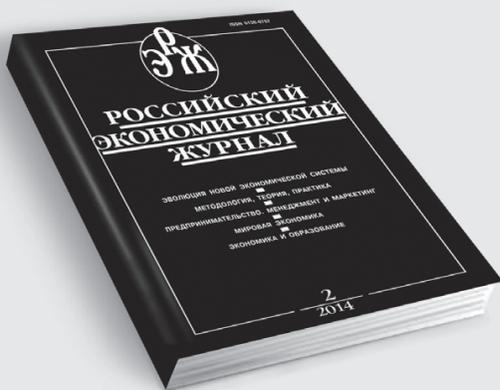 ISSN 0130-9757
РЭЖ
РОССИЙСКИЙ
ЭКОНОМИЧЕСКИЙ
ЖУРНАЛ
ЭВОЛЮЦИЯ НОВОЙ ЭКОНОМИЧЕСКОЙ СИСТЕМЫ
МЕТОДОЛОГИЯ, ТЕОРИЯ, ПРАКТИКА
ПРЕДПРИНИМАТЕЛЬСТВО, МЕНЕДЖМЕНТ И МАРКЕТИНГ
МИРОВАЯ ЭКОНОМИКА
ЭКОНОМИКА И ОБРАЗОВАНИЕ
2
2014